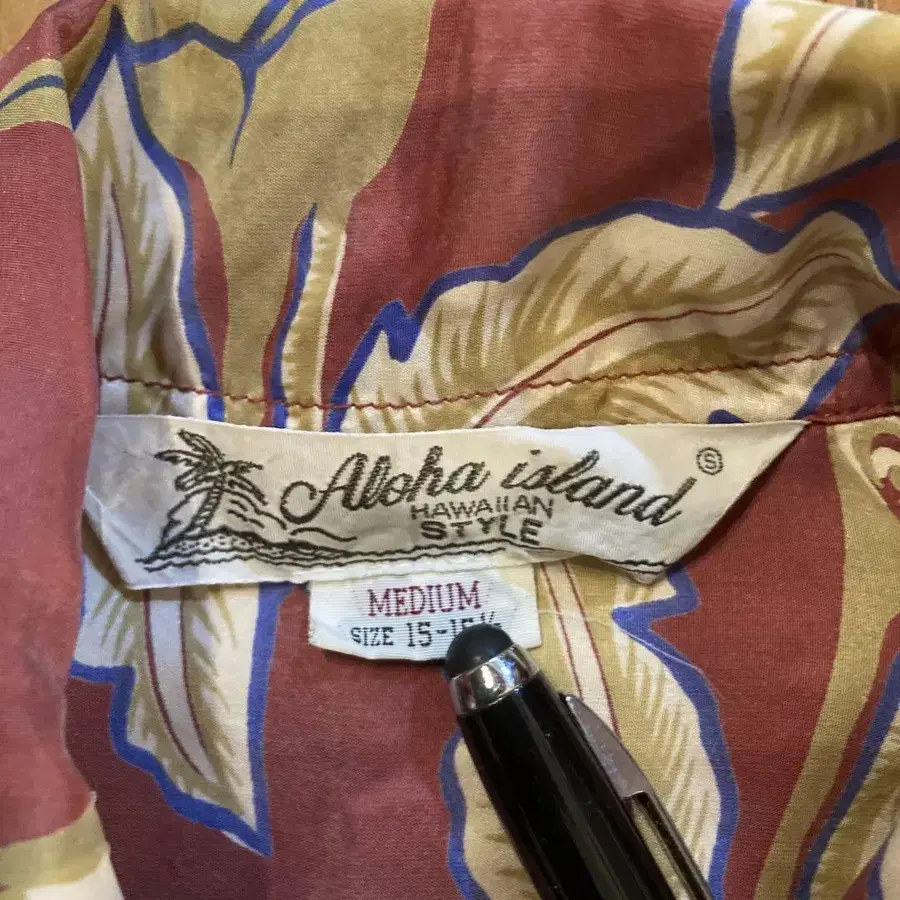 Aloha island Ⓢ
HAWAIIAN
STYLE
MEDIUM
SIZE 15-15½